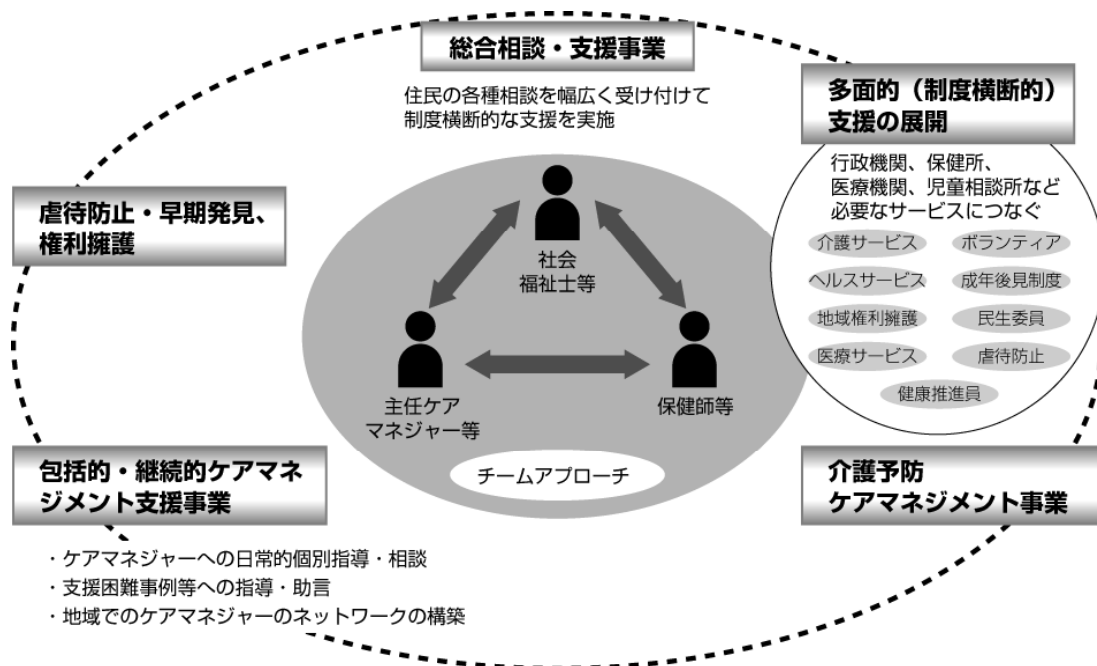 総合相談・支援事業
住民の各種相談を幅広く受け付けて
制度横断的な支援を実施
多面的（制度横断的）
支援の展開
行政機関、保健所、
医療機関、児童相談所など
必要なサービスにつなぐ
介護サービス
ボランティア
ヘルスサービス
成年後見制度
地域権利擁護
民生委員
医療サービス
虐待防止
健康推進員
虐待防止・早期発見、
権利擁護
社会
福祉士等
主任ケア
マネジャー等
保健師等
チームアプローチ
包括的・継続的ケアマネ
ジメント支援事業
・ケアマネジャーへの日常的個別指導・相談
・支援困難事例等への指導・助言
・地域でのケアマネジャーのネットワークの構築
介護予防
ケアマネジメント事業